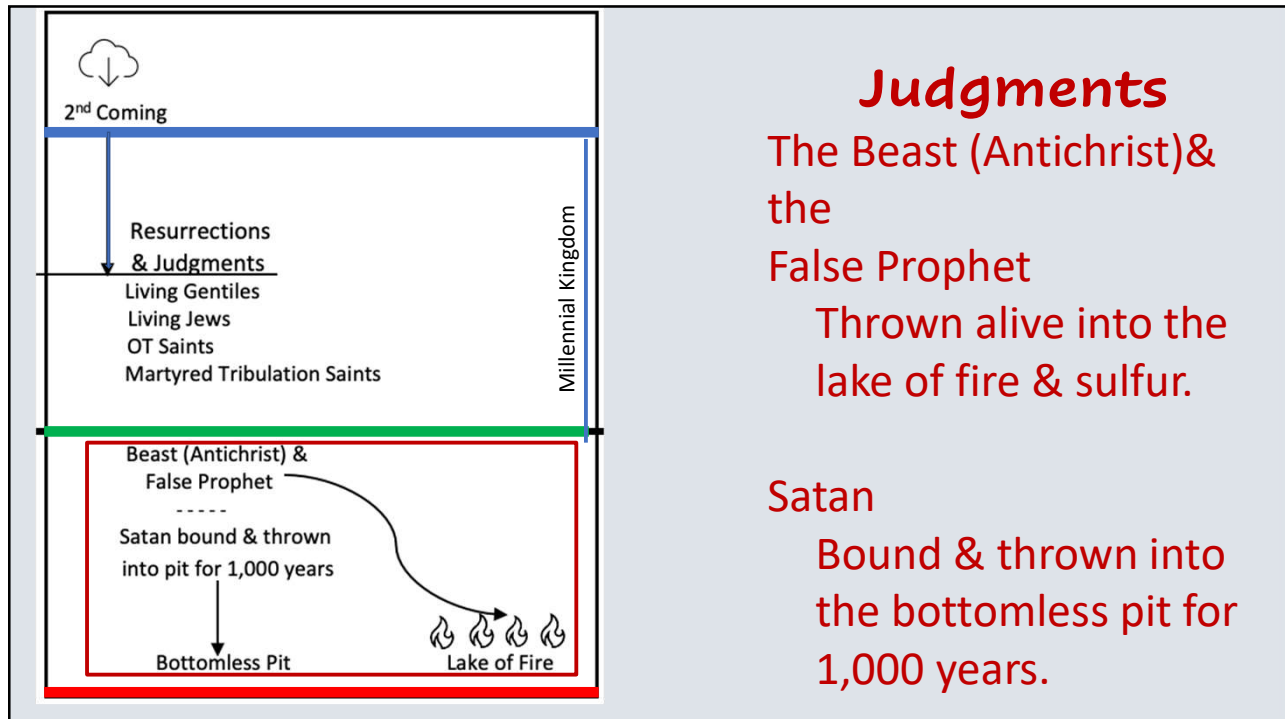 2nd Coming
Resurrections
& Judgments
Living Gentiles
Living Jews
OT Saints
Martyred Tribulation Saints
Millennial Kingdom
Beast (Antichrist) &
False Prophet
- - - - -
Satan bound & thrown
into pit for 1,000 years
Bottomless Pit
Lake of Fire
Judgments
The Beast (Antichrist)&
the
False Prophet
Thrown alive into the
lake of fire & sulfur.
Satan
Bound & thrown into
the bottomless pit for
1,000 years.